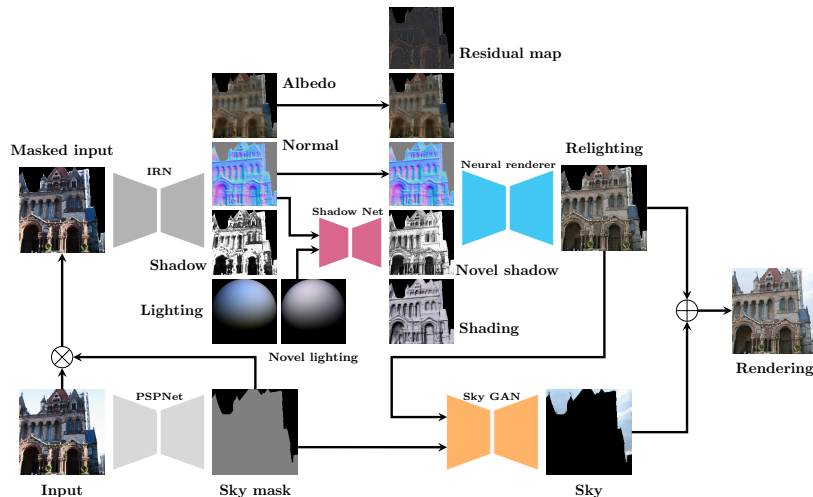 Residual map
Albedo
Masked input
Normal
Relighting
IRN
Neural renderer
Shadow Net
Shadow
Novel shadow
Lighting
Shading
Novel lighting
Rendering
PSPNet
Sky GAN
Input
Sky mask
Sky